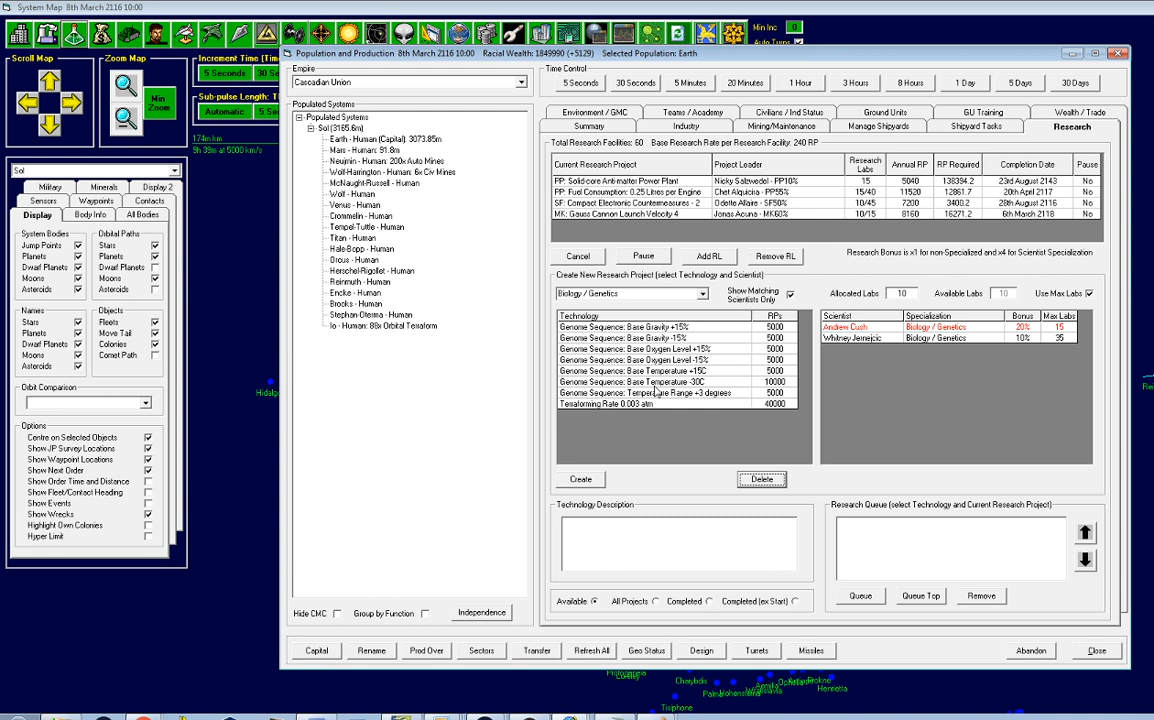 System Map  8th March 2116 10:00
Min Inc
0
Auto Turns
Scroll Map
Zoom Map
Min Zoom
Increment Time
5 Seconds
Sub-pulse Length:
Automatic
174m km
9h 39m at 5000 km/s
Sol
Military
Minerals
Display 2
Sensors
Waypoints
Contacts
Display
Body Info
All Bodies
System Bodies
Orbital Paths
Jump Points
Stars
Planets
Planets
Dwarf Planets
Dwarf Planets
Moons
Moons
Asteroids
Asteroids
Names
Objects
Stars
Fleets
Planets
Move Tail
Dwarf Planets
Colonies
Moons
Comet Path
Asteroids
Orbit Comparison
Options
Centre on Selected Objects
Show JP Survey Locations
Show Waypoint Locations
Show Next Order
Show Order Time and Distance
Show Fleet/Contact Heading
Show Events
Show Wrecks
Highlight Own Colonies
Hyper Limit
Population and Production  8th March 2116 10:00    Racial Wealth: 1849990 (+5129)    Selected Population: Earth
Empire
Cascadian Union
Time Control
5 Seconds
30 Seconds
5 Minutes
20 Minutes
1 Hour
3 Hours
8 Hours
1 Day
5 Days
30 Days
Populated Systems
Populated Systems
Sol (3165.6m)
Earth - Human (Capital) 3073.85m
Mars - Human: 91.8m
Neujmin - Human: 200x Auto Mines
Wolf-Harrington - Human: 6x Civ Mines
McNaught-Russell - Human
Wolf - Human
Venus - Human
Crommelin - Human
Tempel-Tuttle - Human
Titan - Human
Hale-Bopp - Human
Orcus - Human
Herschel-Rigollet - Human
Reinmuth - Human
Encke - Human
Brooks - Human
Stephan-Oterma - Human
Io - Human: 88x Orbital Terraform
Hide CMC
Group by Function
Independence
Environment / GMC
Teams / Academy
Civilians / Ind Status
Ground Units
GU Training
Wealth / Trade
Summary
Industry
Mining/Maintenance
Manage Shipyards
Shipyard Tasks
Research
Total Research Facilities: 60    Base Research Rate per Research Facility: 240 RP
Current Research Project
Project Leader
Research Labs
Annual RP
RP Required
Completion Date
Pause
PP: Solid-core Anti-matter Power Plant
Nicky Salzwedel - PP10%
15
5040
138394.2
23rd August 2143
No
PP: Fuel Consumption: 0.25 Litres per Engine
Chet Alquicira - PP55%
15/40
11520
12861.7
20th April 2117
No
SF: Compact Electronic Countermeasures - 2
Odette Allaire - SF50%
10/45
7200
3400.2
28th August 2116
No
MK: Gauss Cannon Launch Velocity 4
Jonas Acuna - MK60%
10/15
8160
16271.2
6th March 2118
No
Cancel
Pause
Add RL
Remove RL
Research Bonus is x1 for non-Specialized and x4 for Scientist Specialization
Create New Research Project (select Technology and Scientist)
Biology / Genetics
Show Matching Scientists Only
Allocated Labs
10
Available Labs
10
Use Max Labs
Technology
RPs
Genome Sequence: Base Gravity +15%
5000
Genome Sequence: Base Gravity -15%
5000
Genome Sequence: Base Oxygen Level +15%
5000
Genome Sequence: Base Oxygen Level -15%
5000
Genome Sequence: Base Temperature +15C
5000
Genome Sequence: Base Temperature -30C
10000
Genome Sequence: Temperature Range +3 degrees
5000
Terraforming Rate 0.003 atm
40000
Scientist
Specialization
Bonus
Max Labs
Andrew Cush
Biology / Genetics
20%
15
Whitney Jernejcic
Biology / Genetics
10%
35
Create
Delete
Technology Description
Research Queue (select Technology and Current Research Project)
Available
All Projects
Completed
Completed (ex Start)
Queue
Queue Top
Remove
Capital
Rename
Prod Over
Sectors
Transfer
Refresh All
Geo Status
Design
Turrets
Missiles
Abandon
Close
Charybdis
Palma
Henrietta
Tisiphone